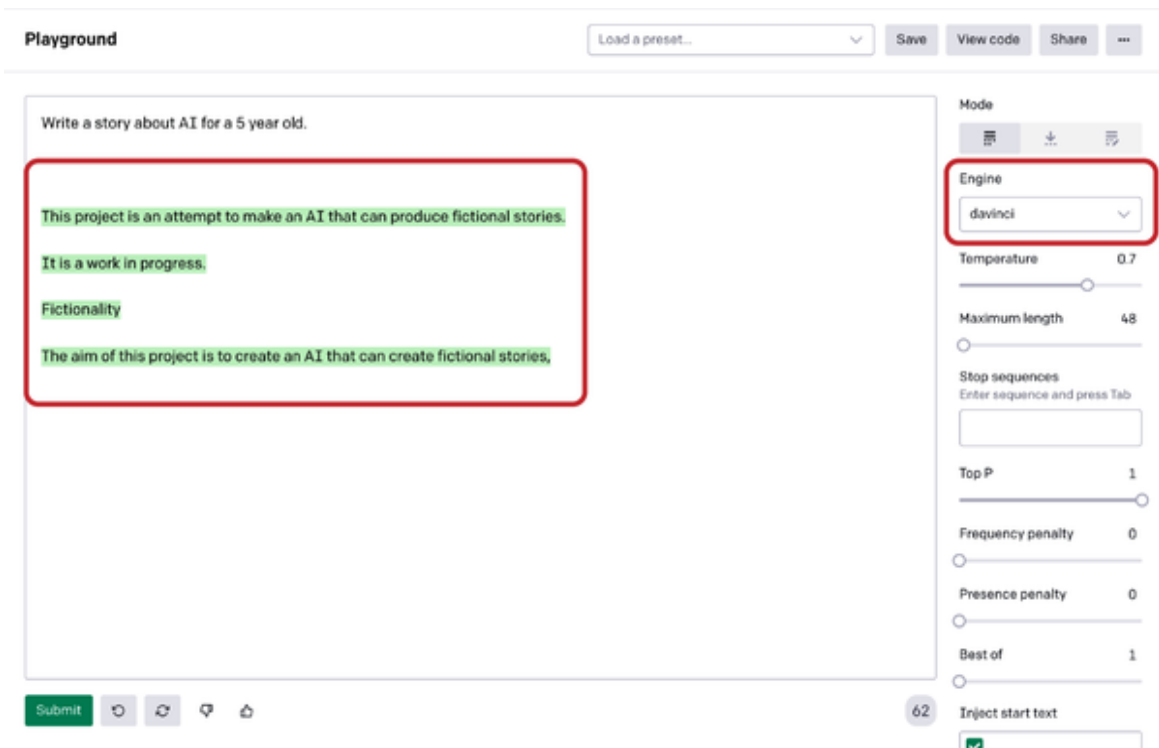 Playground
Load a preset...
Save
View code
Share
...
Write a story about AI for a 5 year old.
This project is an attempt to make an AI that can produce fictional stories.
It is a work in progress.
Fictionality
The aim of this project is to create an AI that can create fictional stories,
Mode
Engine
davinci
Temperature 0.7
Maximum length 48
Stop sequences
Enter sequence and press Tab
Top P 1
Frequency penalty 0
Presence penalty 0
Best of 1
Inject start text
Submit
62